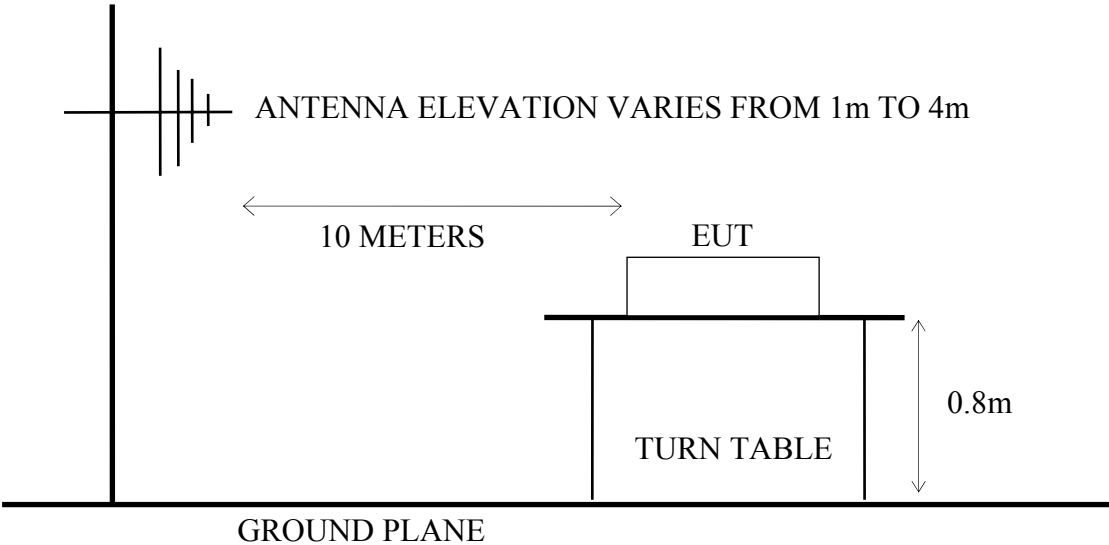 ANTENNA ELEVATION VARIES FROM 1m TO 4m
10 METERS
EUT
0.8m
TURN TABLE
GROUND PLANE